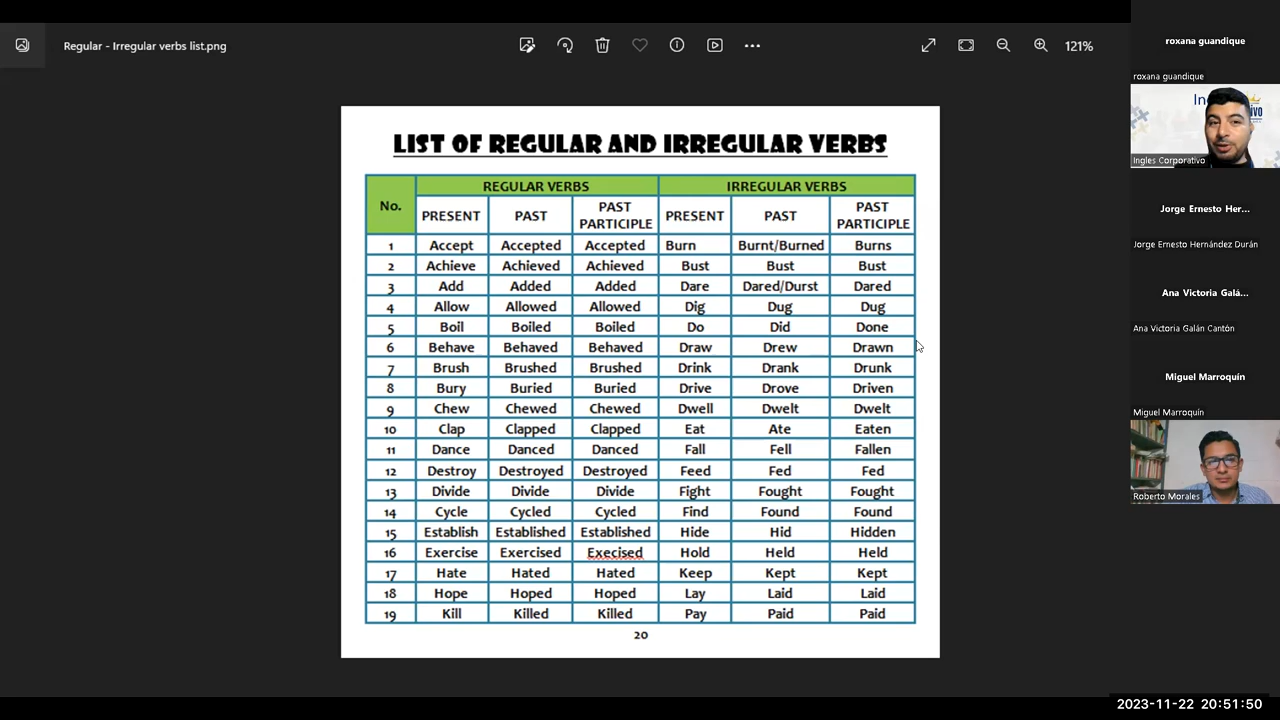 Regular - Irregular verbs list.png
121%
LIST OF REGULAR AND IRREGULAR VERBS
No. REGULAR VERBS IRREGULAR VERBS
PRESENT PAST PAST PARTICIPLE PRESENT PAST PAST PARTICIPLE
1 Accept Accepted Accepted Burn Burnt/Burned Burns
2 Achieve Achieved Achieved Bust Bust Bust
3 Add Added Added Dare Dared/Durst Dared
4 Allow Allowed Allowed Dig Dug Dug
5 Boil Boiled Boiled Do Did Done
6 Behave Behaved Behaved Draw Drew Drawn
7 Brush Brushed Brushed Drink Drank Drunk
8 Bury Buried Buried Drive Drove Driven
9 Chew Chewed Chewed Dwell Dwelt Dwelt
10 Clap Clapped Clapped Eat Ate Eaten
11 Dance Danced Danced Fall Fell Fallen
12 Destroy Destroyed Destroyed Feed Fed Fed
13 Divide Divide Divide Fight Fought Fought
14 Cycle Cycled Cycled Find Found Found
15 Establish Established Established Hide Hid Hidden
16 Exercise Exercised Execised Hold Held Held
17 Hate Hated Hated Keep Kept Kept
18 Hope Hoped Hoped Lay Laid Laid
19 Kill Killed Killed Pay Paid Paid
20
roxana guandique
roxana guandique
Ingles Corporativo
Jorge Ernesto Her...
Jorge Ernesto Hernández Durán
Ana Victoria Galá...
Ana Victoria Galán Cantón
Miguel Marroquín
Miguel Marroquín
Roberto Morales
2023-11-22 20:51:50